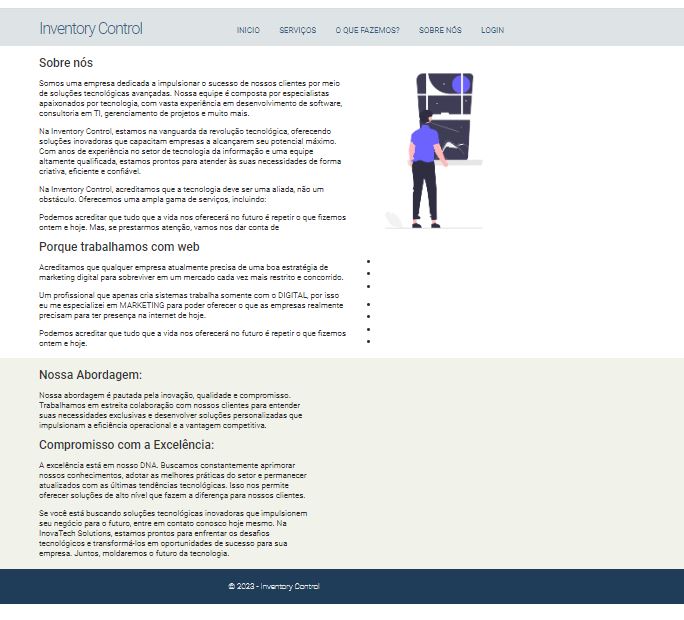 Inventory Control
INICIO SERVIÇOS O QUE FAZEMOS? SOBRE NÓS LOGIN
Sobre nós
Somos uma empresa dedicada a impulsionar o sucesso de nossos clientes por meio
de soluções tecnológicas avançadas. Nossa equipe é composta por especialistas
apaixonados por tecnologia, com vasta experiência em desenvolvimento de software,
consultoria em TI, gerenciamento de projetos e muito mais.
Na Inventory Control, estamos na vanguarda da revolução tecnológica, oferecendo
soluções inovadoras que capacitam empresas a alcançarem seu potencial máximo.
Com anos de experiência no setor de tecnologia da informação e uma equipe
altamente qualificada, estamos prontos para atender às suas necessidades de forma
criativa, eficiente e confiável.
Na Inventory Control, acreditamos que a tecnologia deve ser uma aliada, não um
obstáculo. Oferecemos uma ampla gama de serviços, incluindo:
Podemos acreditar que tudo que a vida nos oferecerá no futuro é repetir o que fizemos
ontem e hoje. Mas, se prestarmos atenção, vamos nos dar conta de
Porque trabalhamos com web
Acreditamos que qualquer empresa atualmente precisa de uma boa estratégia de
marketing digital para sobreviver em um mercado cada vez mais restrito e concorrido.
Um profissional que apenas cria sistemas trabalha somente com o DIGITAL, por isso
eu me especializei em MARKETING para poder oferecer o que as empresas realmente
precisam para ter presença na internet de hoje.
Podemos acreditar que tudo que a vida nos oferecerá no futuro é repetir o que fizemos
ontem e hoje.
Nossa Abordagem:
Nossa abordagem é pautada pela inovação, qualidade e compromisso.
Trabalhamos em estreita colaboração com nossos clientes para entender
suas necessidades exclusivas e desenvolver soluções personalizadas que
impulsionam a eficiência operacional e a vantagem competitiva.
Compromisso com a Excelência:
A excelência está em nosso DNA. Buscamos constantemente aprimorar
nossos conhecimentos, adotar as melhores práticas do setor e permanecer
atualizados com as últimas tendências tecnológicas. Isso nos permite
oferecer soluções de alto nível que fazem a diferença para nossos clientes.
Se você está buscando soluções tecnológicas inovadoras que impulsionem
seu negócio para o futuro, entre em contato conosco hoje mesmo. Na
InovaTech Solutions, estamos prontos para enfrentar os desafios
tecnológicos e transformá-los em oportunidades de sucesso para sua
empresa. Juntos, moldaremos o futuro da tecnologia.
© 2023 - Inventory Control